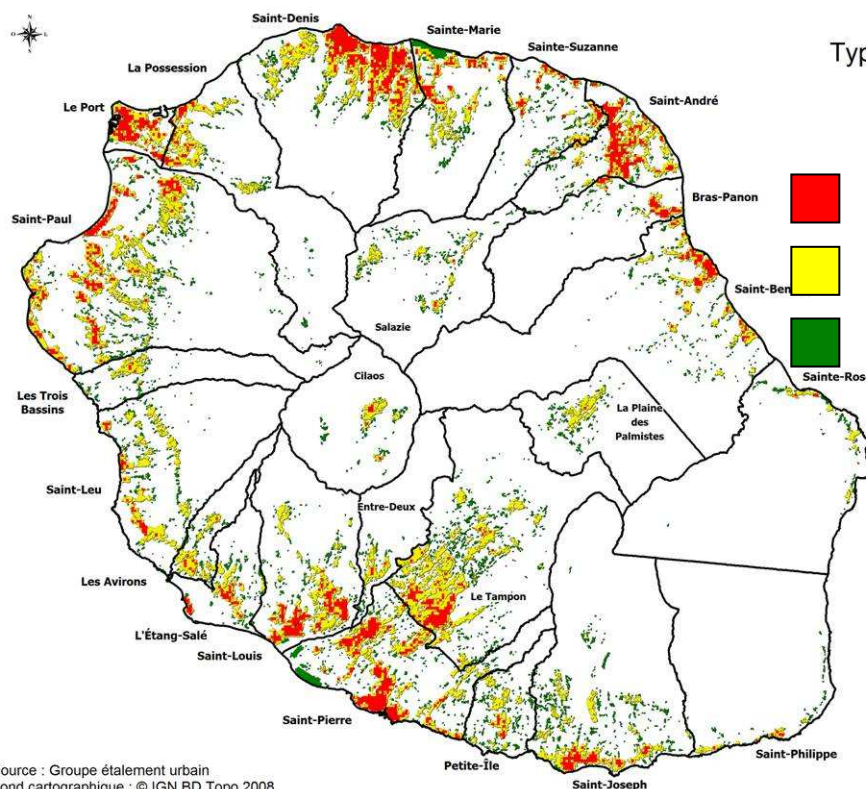 N
O
S
Saint-Denis
Sainte-Marie
Sainte-Suzanne
Typ
La Possession
Le Port
Saint-André
Saint-Paul
Bras-Panon
Saint-Ben
Salazie
Sainte-Ros
Cilaos
Les Trois
Bassins
La Plaine
des
Palmistes
Saint-Leu
Entre-Deux
Les Avirons
Le Tampon
L'Étang-Salé
Saint-Louis
Saint-Pierre
Petite-Île
Saint-Philippe
Saint-Joseph
ource : Groupe étalement urbain
ond cartographique : © IGN BD Topo 2008